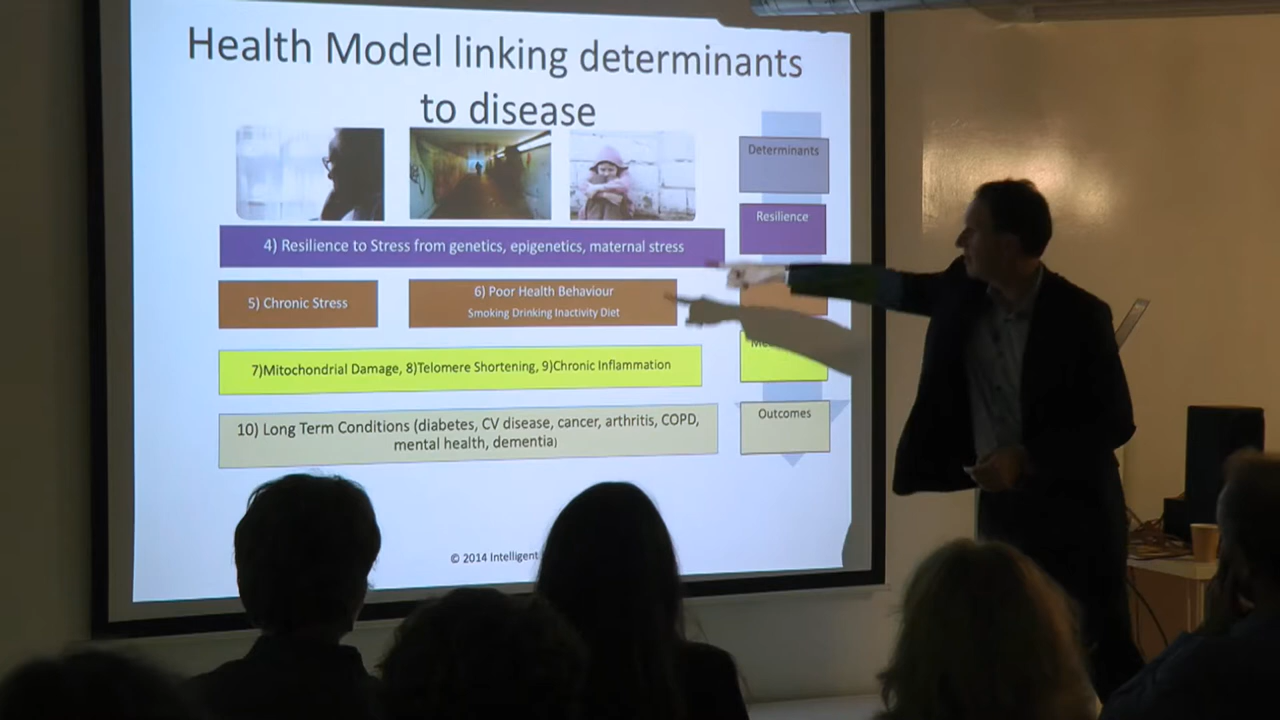 Health Model linking determinants
to disease
Determinants
Resilience
4) Resilience to Stress from genetics, epigenetics, maternal stress
5) Chronic Stress
6) Poor Health Behaviour
Smoking Drinking Inactivity Diet
7)Mitochondrial Damage, 8)Telomere Shortening, 9)Chronic Inflammation
10) Long Term Conditions (diabetes, CV disease, cancer, arthritis, COPD,
mental health, dementia)
Outcomes
© 2014 Intelligent